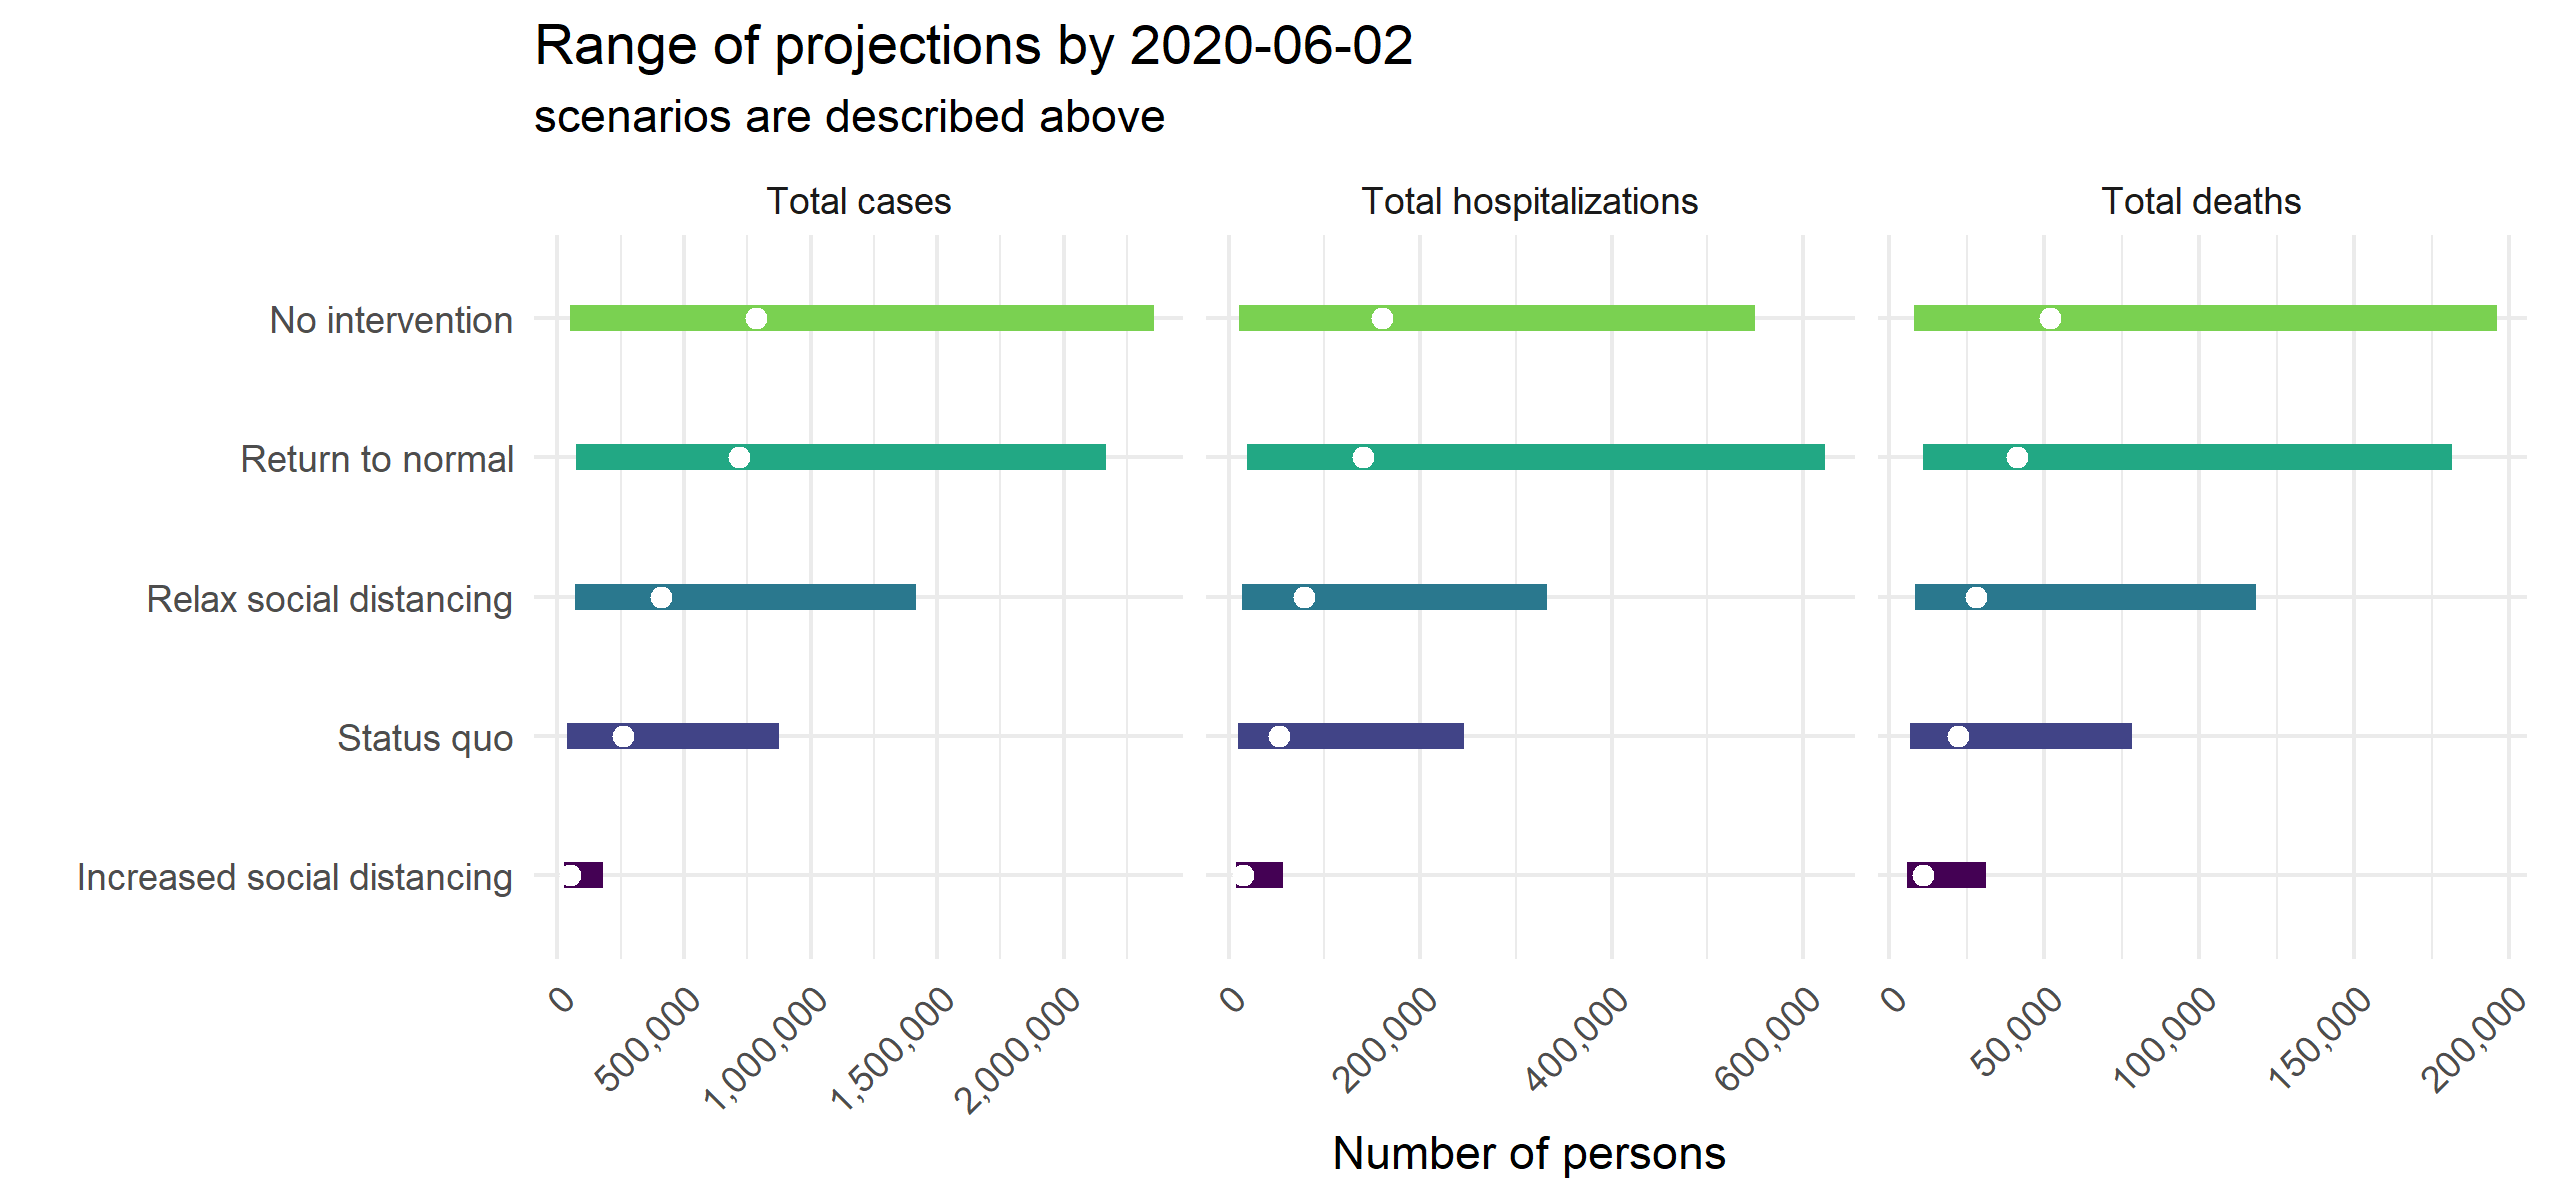 Range of projections by 2020-06-02
scenarios are described above
Total cases
Total hospitalizations
Total deaths
No intervention
Return to normal
Relax social distancing
Status quo
Increased social distancing
0
500,000
1,000,000
1,500,000
2,000,000
0
200,000
400,000
600,000
0
50,000
100,000
150,000
200,000
Number of persons